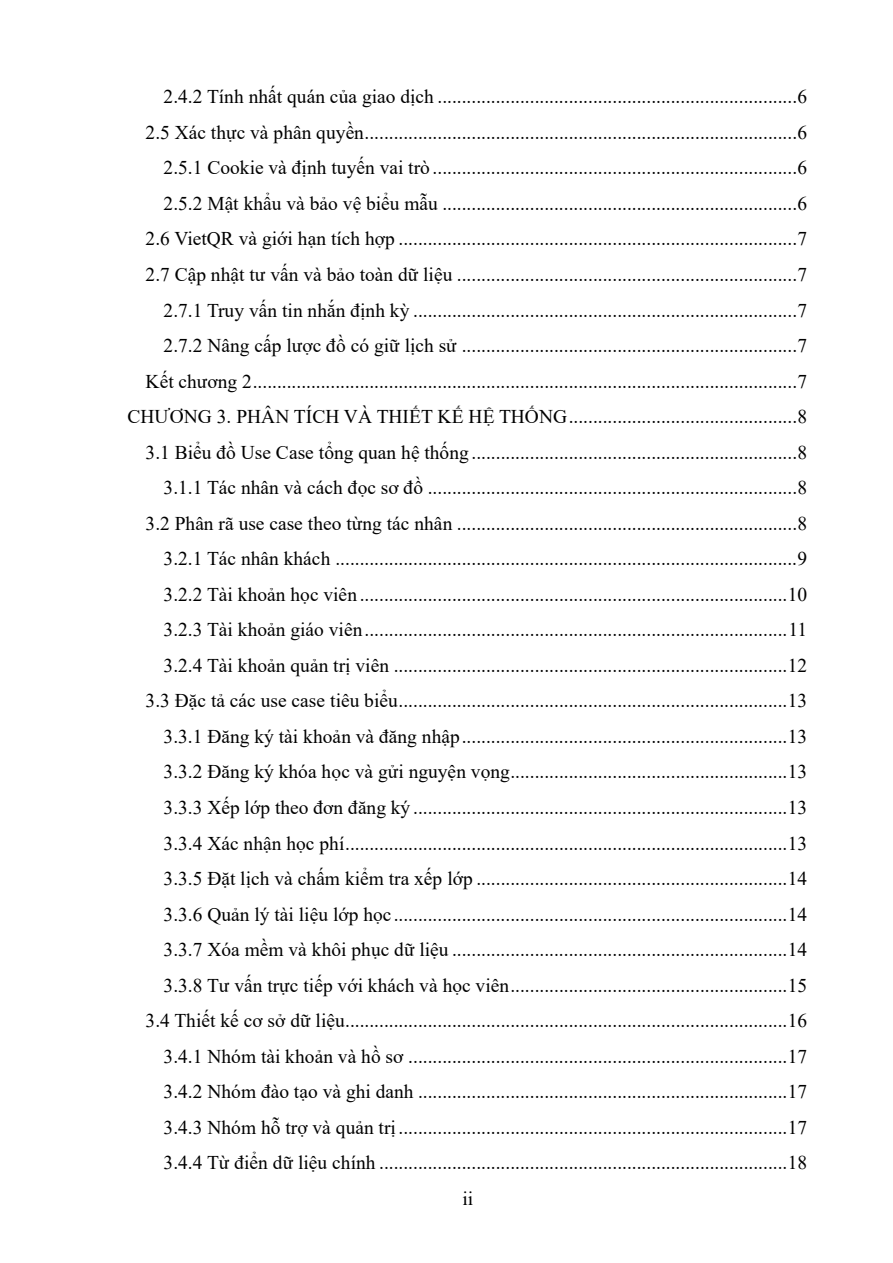 2.4.2 Tính nhất quán của giao dịch ............................................................................6
2.5 Xác thực và phân quyền............................................................................................6
2.5.1 Cookie và định tuyến vai trò .............................................................................6
2.5.2 Mật khẩu và bảo vệ biểu mẫu ...........................................................................6
2.6 VietQR và giới hạn tích hợp .....................................................................................7
2.7 Cập nhật tư vấn và bảo toàn dữ liệu .........................................................................7
2.7.1 Truy vấn tin nhắn định kỳ .................................................................................7
2.7.2 Nâng cấp lược đồ có giữ lịch sử .......................................................................7
Kết chương 2...................................................................................................................7
CHƯƠNG 3. PHÂN TÍCH VÀ THIẾT KẾ HỆ THỐNG.................................................8
3.1 Biểu đồ Use Case tổng quan hệ thống .....................................................................8
3.1.1 Tác nhân và cách đọc sơ đồ ..............................................................................8
3.2 Phân rã use case theo từng tác nhân ........................................................................8
3.2.1 Tác nhân khách .................................................................................................9
3.2.2 Tài khoản học viên ..........................................................................................10
3.2.3 Tài khoản giáo viên..........................................................................................11
3.2.4 Tài khoản quản trị viên ...................................................................................12
3.3 Đặc tả các use case tiêu biểu..................................................................................13
3.3.1 Đăng ký tài khoản và đăng nhập.....................................................................13
3.3.2 Đăng ký khóa học và gửi nguyện vọng...........................................................13
3.3.3 Xếp lớp theo đơn đăng ký ...............................................................................13
3.3.4 Xác nhận học phí.............................................................................................13
3.3.5 Đặt lịch và chấm kiểm tra xếp lớp ..................................................................14
3.3.6 Quản lý tài liệu lớp học ...................................................................................14
3.3.7 Xóa mềm và khôi phục dữ liệu .......................................................................14
3.3.8 Tư vấn trực tiếp với khách và học viên...........................................................15
3.4 Thiết kế cơ sở dữ liệu.............................................................................................16
3.4.1 Nhóm tài khoản và hồ sơ ................................................................................17
3.4.2 Nhóm đào tạo và ghi danh ..............................................................................17
3.4.3 Nhóm hỗ trợ và quản trị ..................................................................................17
3.4.4 Từ điển dữ liệu chính ......................................................................................18
ii